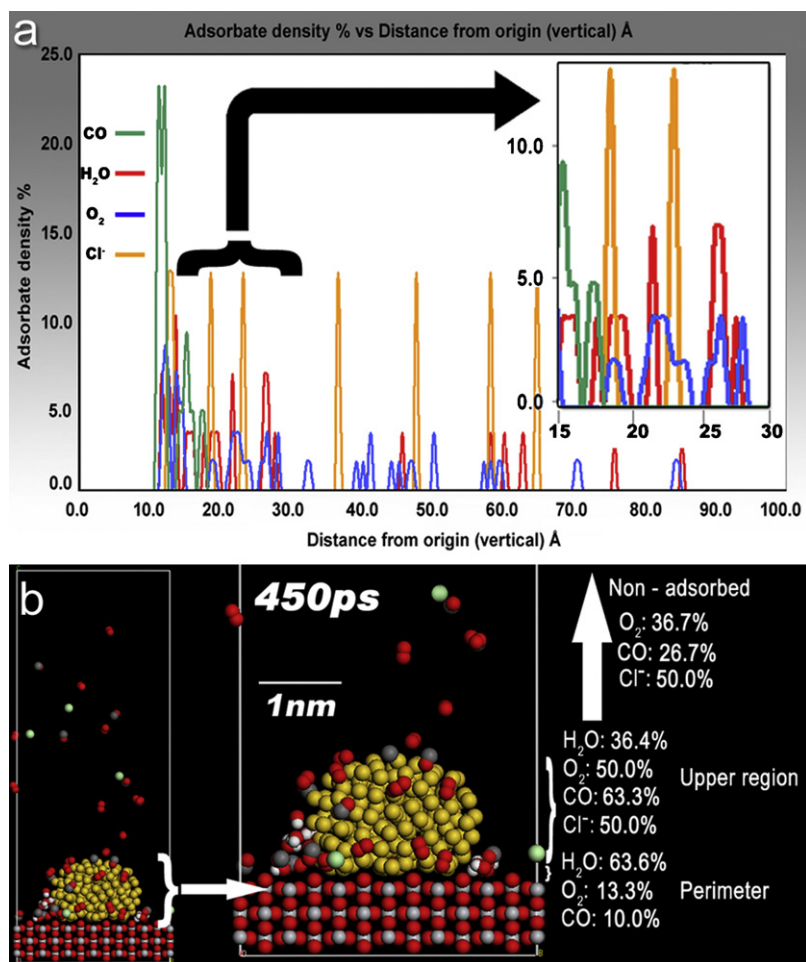 a
Adsorbate density % vs Distance from origin (vertical) Å
Adsorbate density %
25.0
20.0
15.0
10.0
5.0
0.0
CO
H₂O
O₂
Cl⁻
10.0
5.0
0.0
15 20 25 30
0.0 10.0 20.0 30.0 40.0 50.0 60.0 70.0 80.0 90.0 100.0
Distance from origin (vertical) Å
b
450ps
1nm
Non - adsorbed
O₂: 36.7%
CO: 26.7%
Cl⁻: 50.0%
H₂O: 36.4%
O₂: 50.0%
CO: 63.3%
Cl⁻: 50.0%
Upper region
H₂O: 63.6%
O₂: 13.3%
CO: 10.0%
Perimeter